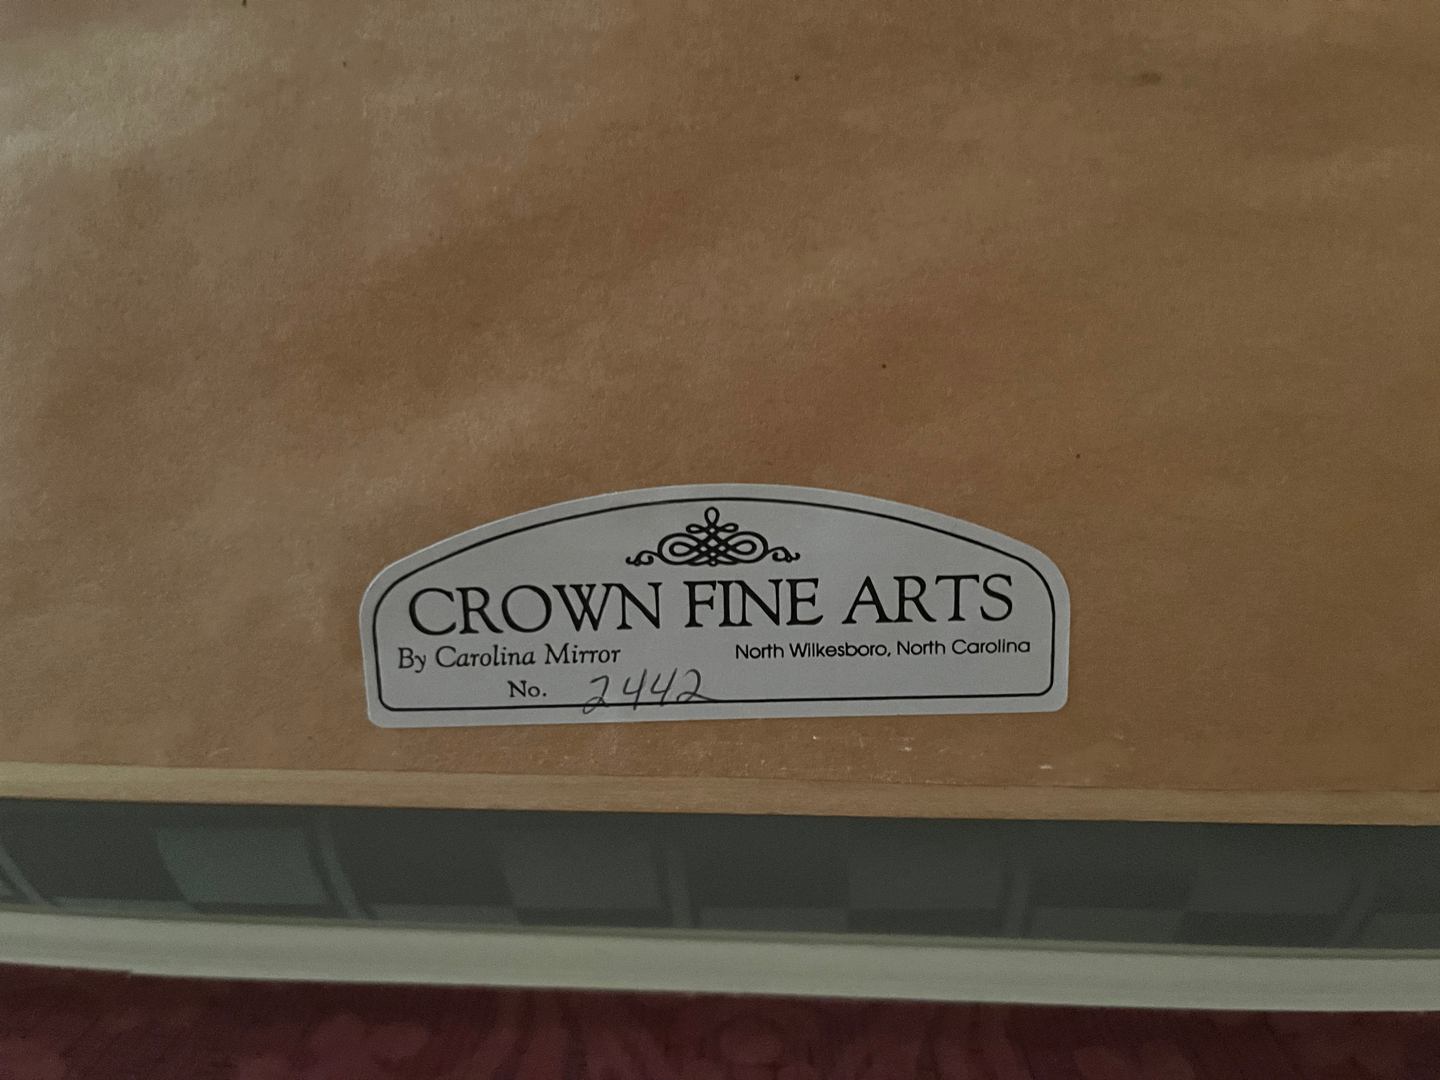 CROWN FINE ARTS
By Carolina Mirror North Wilkesboro, North Carolina
No. 2442